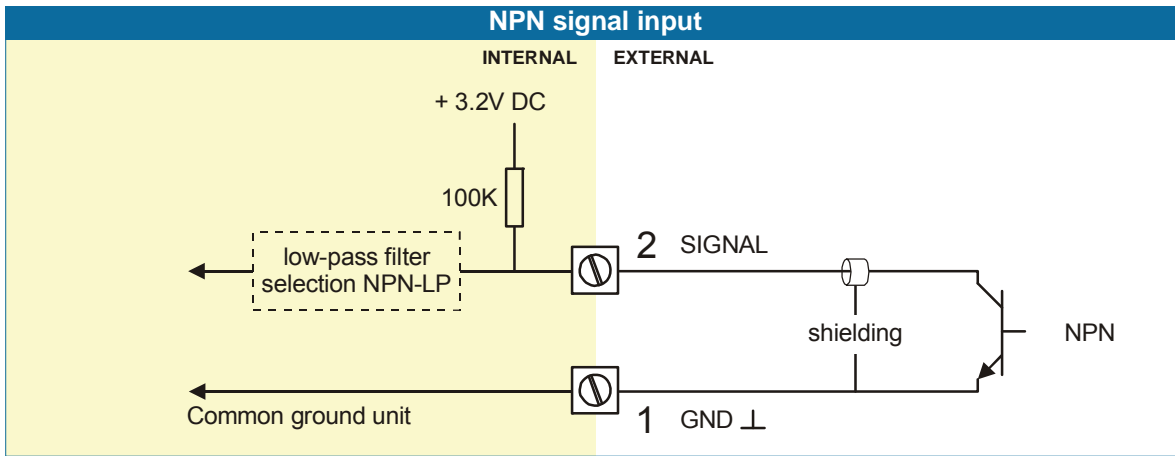 NPN signal input
INTERNAL
EXTERNAL
+ 3.2V DC
100K
low-pass filter
selection NPN-LP
2 SIGNAL
shielding
NPN
Common ground unit
1 GND ⊥